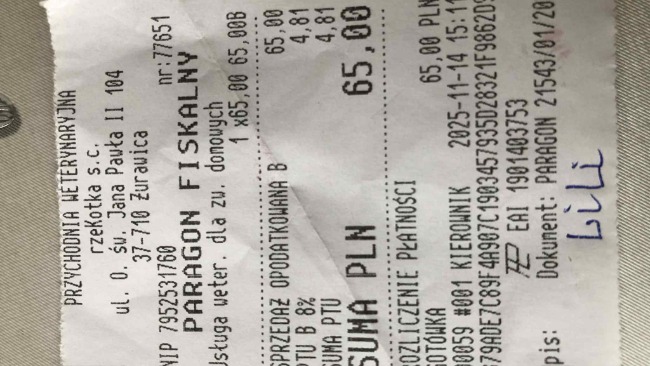 PRZYCHODNIA WETERYNARYJNA
rzeKotka s.c.
ul. O. św. Jana Pawła II 104
37-710 Żurawica
NIP 7952531760 nr:77651
PARAGON FISKALNY
Usługa weter. dla zw. domowych
1 x65,00 65,00B
SPRZEDAŻ OPODATKOWANA B 65,00
PTU B 8% 4,81
SUMA PTU 4,81
SUMA PLN 65,00
ROZLICZENIE PŁATNOŚCI
GOTÓWKA 65,00 PLN
00059 #001 KIEROWNIK 2025-11-14 15:1
EAI 1901403753
Dokument: PARAGON 21543/01/20
pis:
Lili